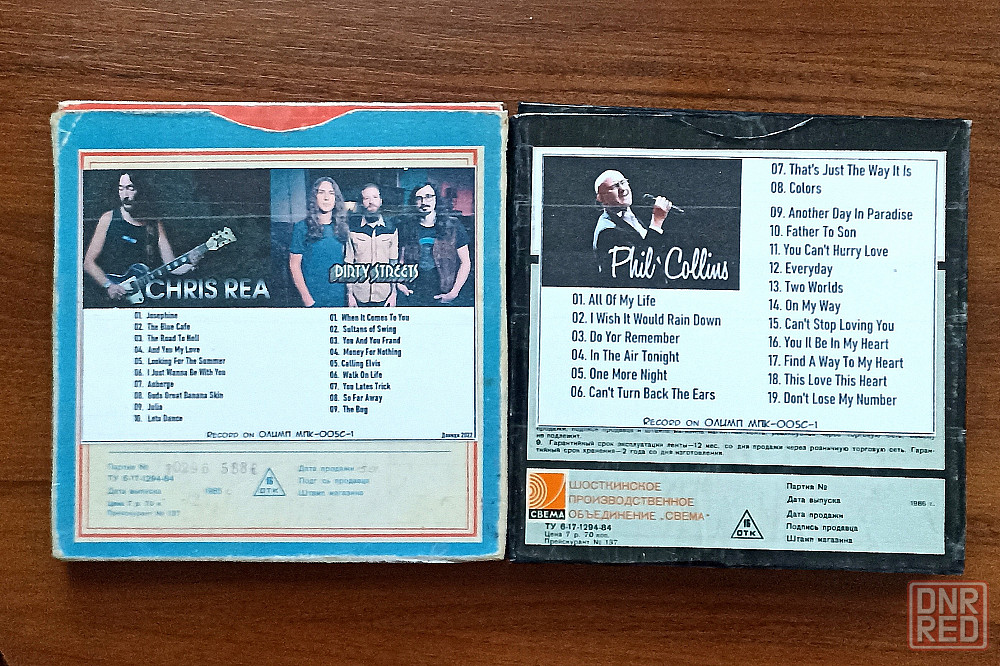 CHRIS REA
DIRTY STREETS
01. Josephine
02. The Blue Cafe
03. The Road To Hell
04. And You My Love
05. Looking For The Summer
06. I Just Wanna Be With You
07. Auberge
08. Gods Great Banana Skin
09. Julia
10. Lets Dance
01. When It Comes To You
02. Sultans of Swing
03. You And You Frand
04. Money For Nothing
05. Calling Elvis
06. Walk On Life
07. You Lates Trick
08. So Far Away
09. The Bug
RECORD ON ОЛИМП МПК-005С-1
Донецк 2022
Партия №
ТУ 6-17-1294-84
Дата выпуска 1985 г.
Цена 7 р. 70 к.
Прейскурант № 137
16
ОТК
Дата продажи
Подпись продавца
Штамп магазина
Phil Collins
01. All Of My Life
02. I Wish It Would Rain Down
03. Do Yor Remember
04. In The Air Tonight
05. One More Night
06. Can't Turn Back The Ears
07. That's Just The Way It Is
08. Colors
09. Another Day In Paradise
10. Father To Son
11. You Can't Hurry Love
12. Everyday
13. Two Worlds
14. On My Way
15. Can't Stop Loving You
16. You Il Be In My Heart
17. Find A Way To My Heart
18. This Love This Heart
19. Don't Lose My Number
RECORD ON ОЛИМП МПК-005С-1
не подлежит.
9. Гарантийный срок эксплуатации ленты—12 мес. со дня продажи через розничную торговую сеть. Гаран-
тийный срок хранения—2 года со дня изготовления.
СВЕМА
ШОСТКИНСКОЕ
ПРОИЗВОДСТВЕННОЕ
ОБЪЕДИНЕНИЕ „СВЕМА"
ТУ 6-17-1294-84
Цена 7 р. 70 коп.
Прейскурант № 137
16
ОТК
Партия №
Дата выпуска 1986 г.
Дата продажи
Подпись продавца
Штамп магазина
DNR
RED